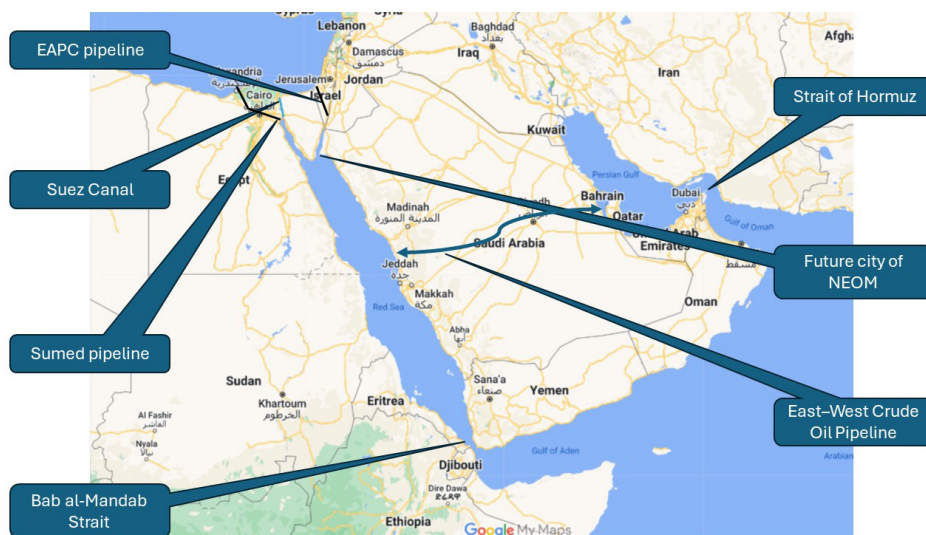 EAPC pipeline
Suez Canal
Sumed pipeline
Bab al-Mandab
Strait
Strait of Hormuz
Future city of
NEOM
East–West Crude
Oil Pipeline
Lebanon
Damascus
دمشق
Baghdad
بغداد
Iraq
Iran
Jerusalem
Jordan
Israel
Cairo
Kuwait
Persian Gulf
Bahrain
Qatar
Dubai
دبي
Gulf of Oman
مسقط
Emirates
Madinah
المدينة المنورة
Saudi Arabia
Jeddah
جدة
Makkah
مكة
Red Sea
Oman
Abha
أبها
Sana'a
صنعاء
Yemen
Sudan
Khartoum
الخرطوم
Eritrea
Al Fashir
الفاشر
Nyala
نيالا
Djibouti
Gulf of Aden
Arabian
Dire Dawa
ድሬዳዋ
Ethiopia
Google My Maps